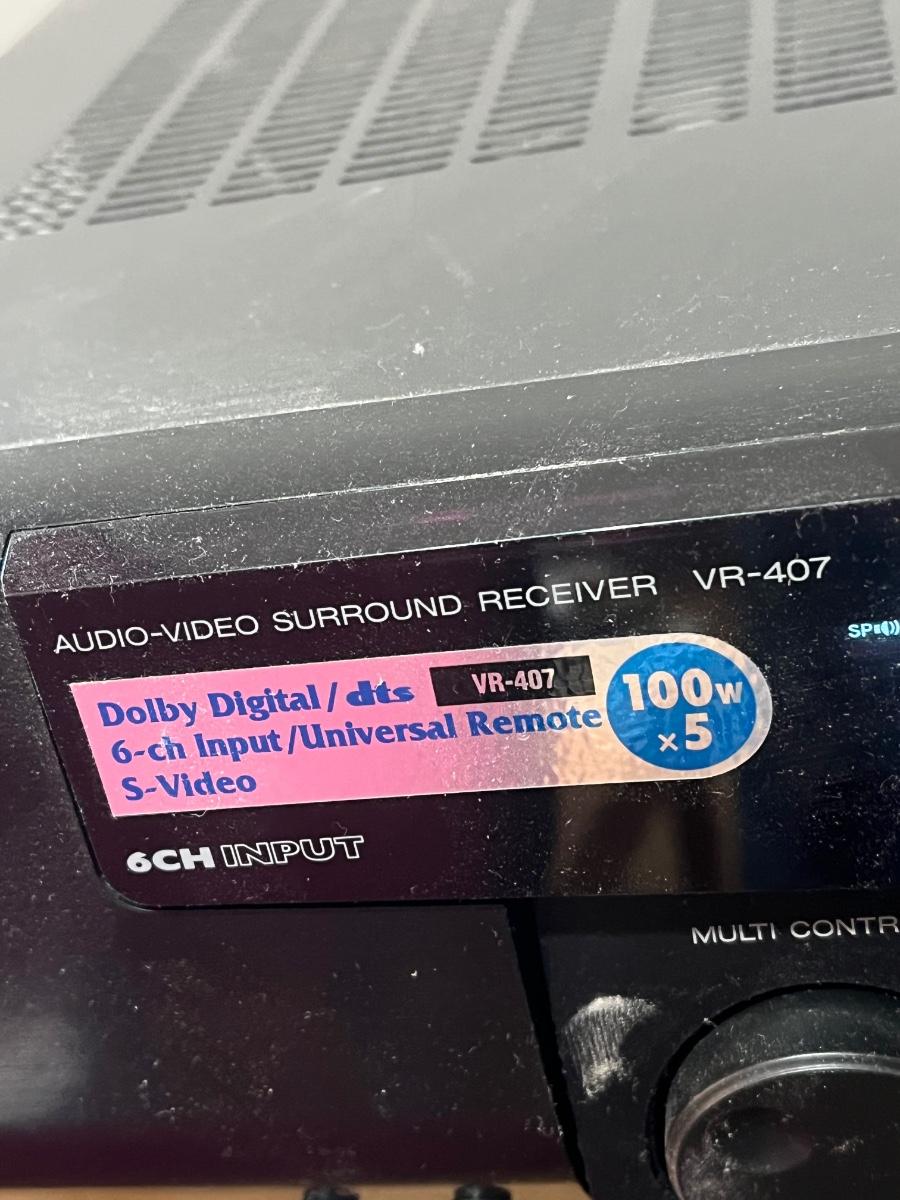 AUDIO-VIDEO SURROUND RECEIVER VR-407
SP
Dolby Digital/dts VR-407
6-ch Input/Universal Remote
S-Video
100w
x5
6CH INPUT
MULTI CONTR